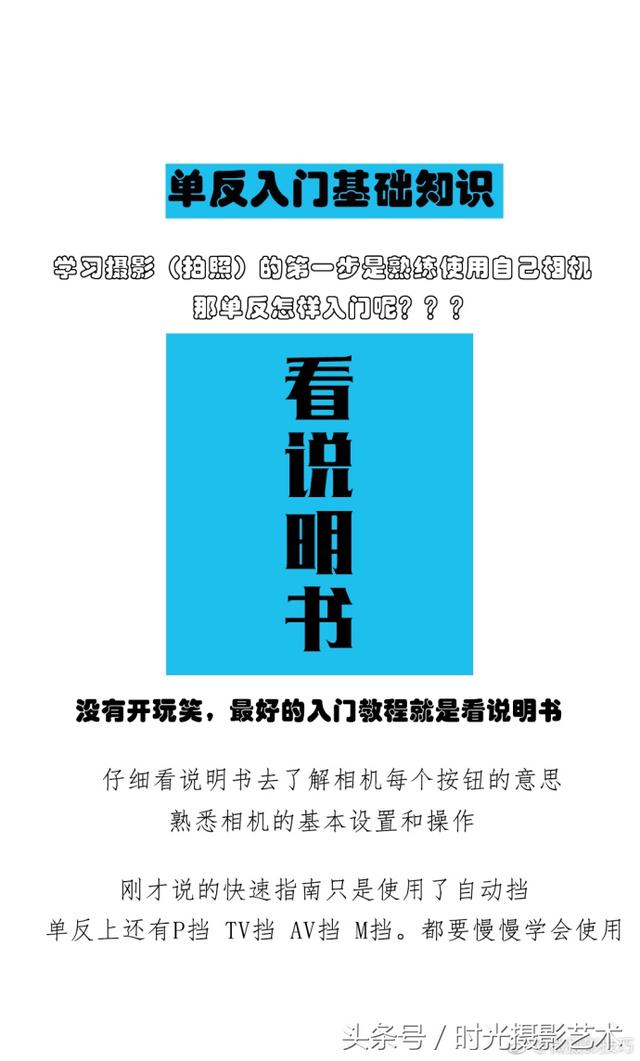 单反入门基础知识
学习摄影（拍照）的第一步是熟练使用自己相机
那单反怎样入门呢？？？
看
说
明
书
没有开玩笑，最好的入门教程就是看说明书
仔细看说明书去了解相机每个按钮的意思
熟悉相机的基本设置和操作
刚才说的快速指南只是使用了自动挡
单反上还有P挡 TV挡 AV挡 M挡。都要慢慢学会使用
头条号／时光摄影艺术